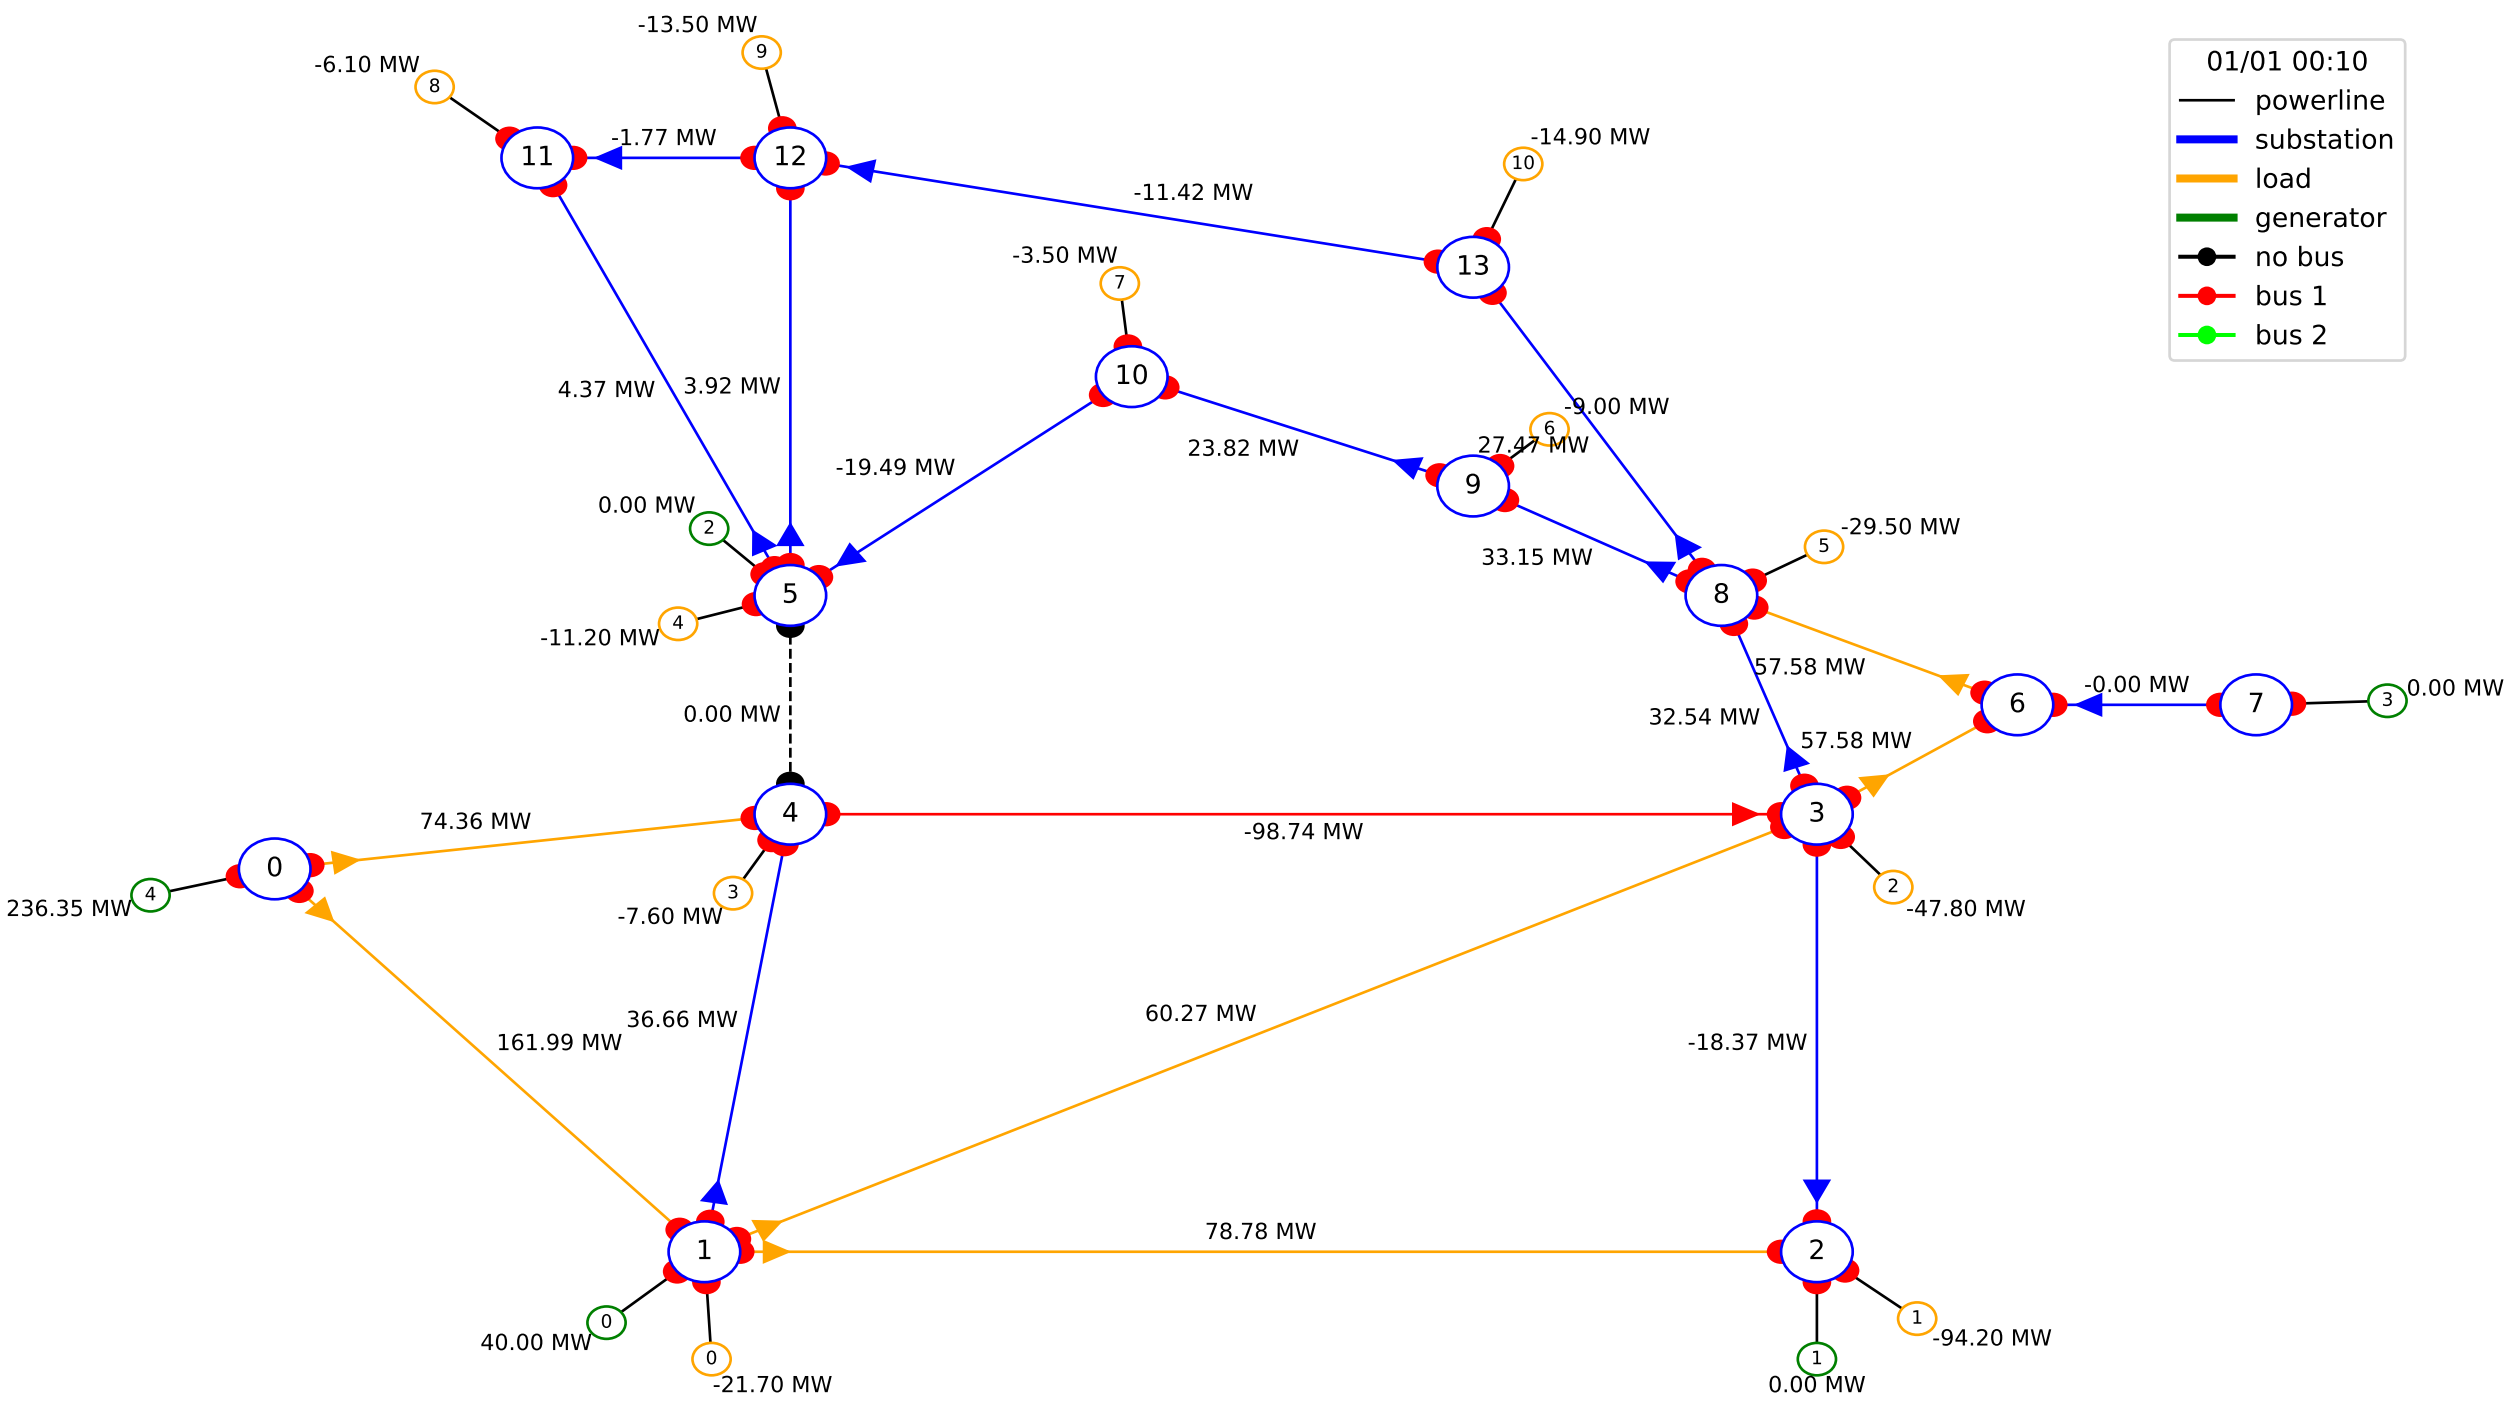 -13.50 MW
9
-6.10 MW
8
11
-1.77 MW
12
-14.90 MW
10
-11.42 MW
13
-3.50 MW
7
10
4.37 MW
3.92 MW
-9.00 MW
6
27.47 MW
23.82 MW
9
-19.49 MW
0.00 MW
2
33.15 MW
5
-29.50 MW
5
8
4
-11.20 MW
57.58 MW
0.00 MW
32.54 MW
57.58 MW
6
-0.00 MW
7
3
0.00 MW
74.36 MW
4
-98.74 MW
3
0
4
236.35 MW
3
-7.60 MW
2
-47.80 MW
36.66 MW
161.99 MW
60.27 MW
-18.37 MW
78.78 MW
1
2
0
40.00 MW
0
-21.70 MW
1
0.00 MW
1
-94.20 MW
01/01 00:10
powerline
substation
load
generator
no bus
bus 1
bus 2